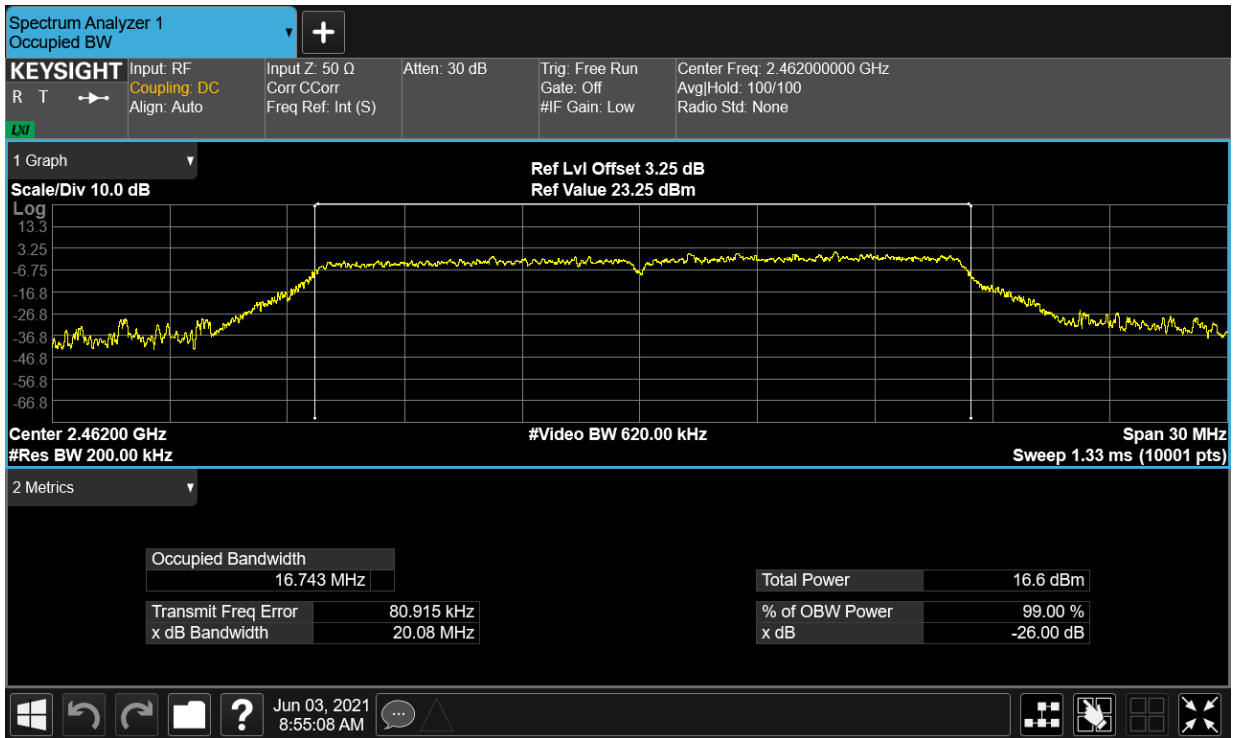 Spectrum Analyzer 1
Occupied BW
KEYSIGHT
R T
LXI
Input: RF
Coupling: DC
Align: Auto
Input Z: 50 Ω
Corr CCorr
Freq Ref: Int (S)
Atten: 30 dB
Trig: Free Run
Gate: Off
#IF Gain: Low
Center Freq: 2.462000000 GHz
Avg|Hold: 100/100
Radio Std: None
1 Graph
Scale/Div 10.0 dB
Ref Lvl Offset 3.25 dB
Ref Value 23.25 dBm
Log
13.3
3.25
-6.75
-16.8
-26.8
-36.8
-46.8
-56.8
-66.8
Center 2.46200 GHz
#Video BW 620.00 kHz
Span 30 MHz
#Res BW 200.00 kHz
Sweep 1.33 ms (10001 pts)
2 Metrics
Occupied Bandwidth
16.743 MHz
Total Power 16.6 dBm
Transmit Freq Error 80.915 kHz
% of OBW Power 99.00 %
x dB Bandwidth 20.08 MHz
x dB -26.00 dB
?
Jun 03, 2021
8:55:08 AM